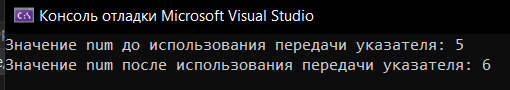 Консоль отладки Microsoft Visual Studio
Значение num до использования передачи указателя: 5
Значение num после использования передачи указателя: 6